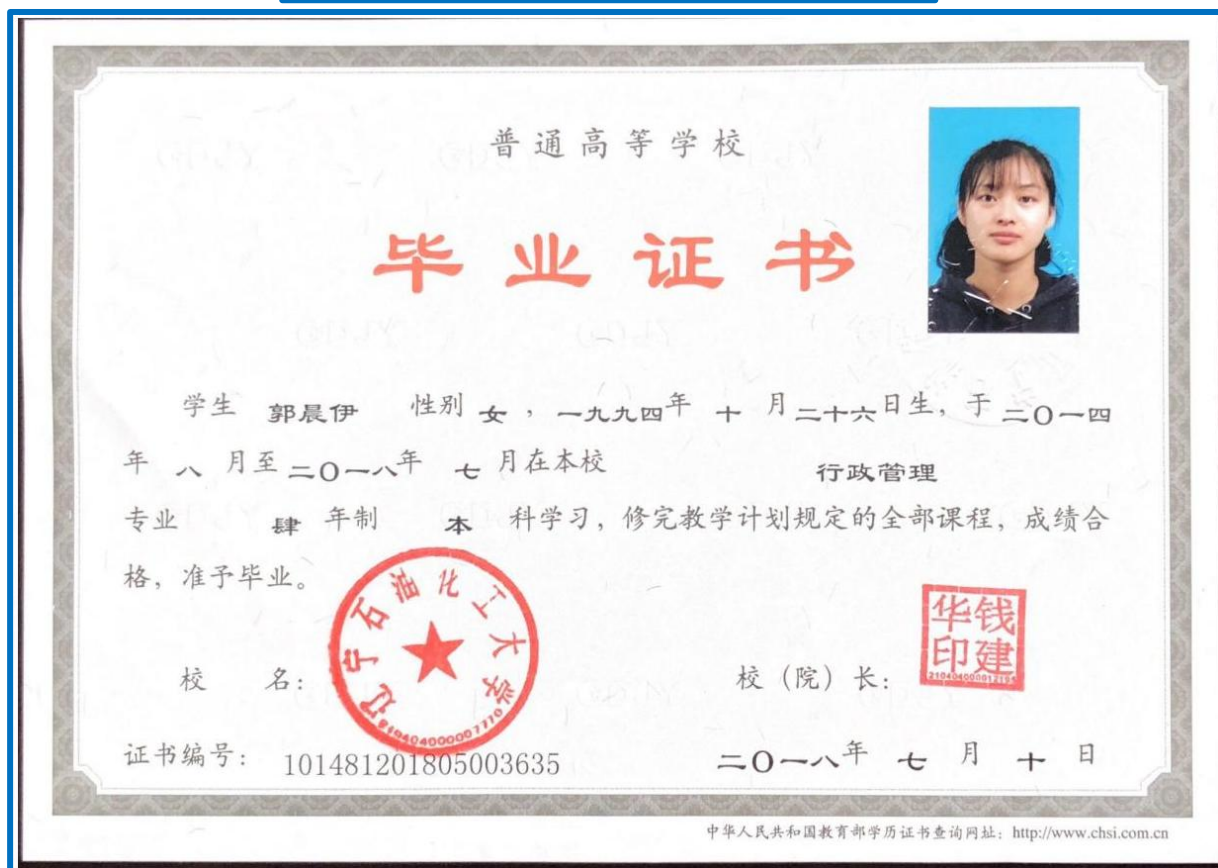 普通高等学校
毕业证书
学生 郭晨伊 性别 女 ，一九九四年 十 月二十六日生，于 二〇一四
年 八 月至二〇一八年 七 月在本校 行政管理
专业 肆 年制 本 科学习，修完教学计划规定的全部课程，成绩合
格，准予毕业。
辽宁石油化工大学
华钱
印建
校 名：
校（院）长：
证书编号： 101481201805003635
二〇一八年 七 月 十 日
中华人民共和国教育部学历证书查询网址：http://www.chsi.com.cn